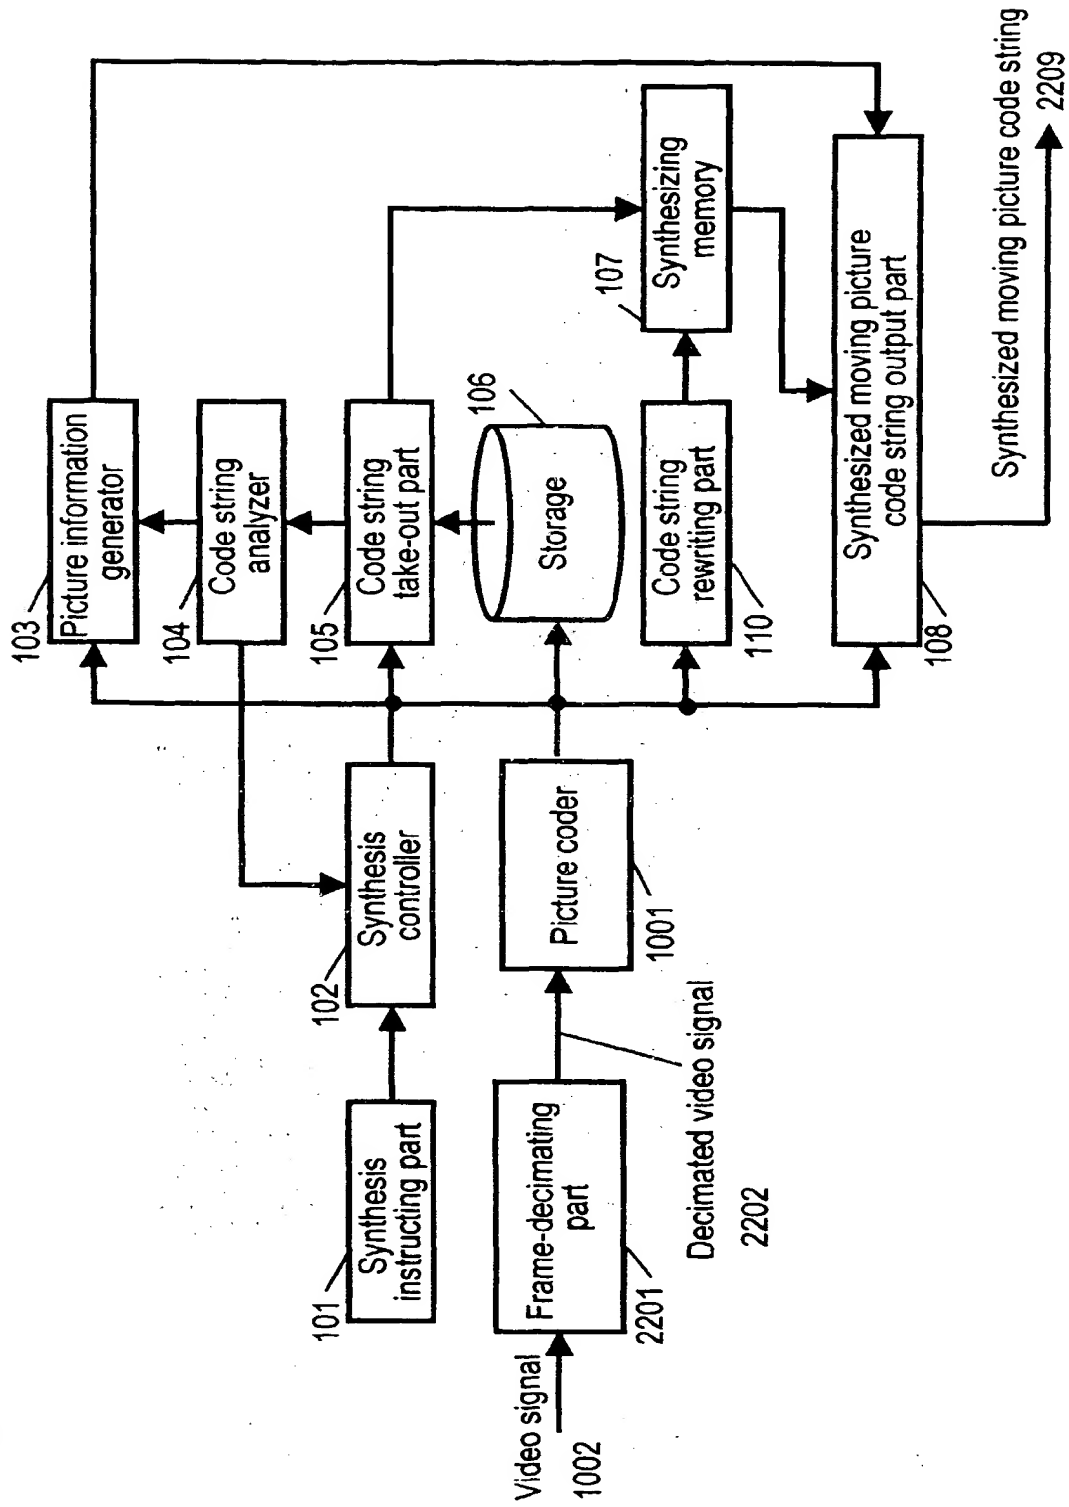 103
Picture information
generator
104
Code string
analyzer
101
Synthesis
instructing part
102
Synthesis
controller
105
Code string
take-out part
106
Storage
107
Synthesizing
memory
Video signal
1002
Frame-decimating
part
2201
Decimated video signal
2202
Picture coder
1001
Code string
rewriting part
110
Synthesized moving picture
code string output part
108
Synthesized moving picture code string
2209